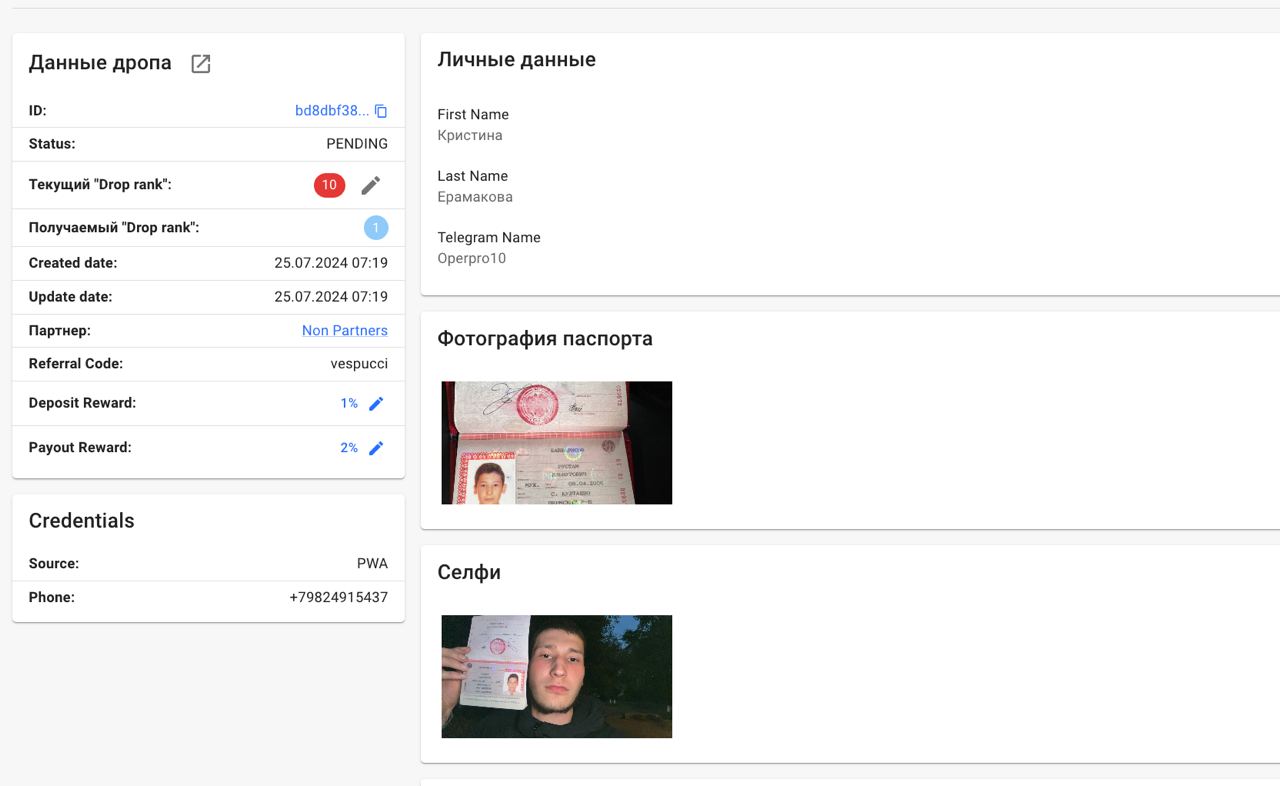 Данные дропа
ID: bd8dbf38...
Status: PENDING
Текущий "Drop rank": 10
Получаемый "Drop rank": 1
Created date: 25.07.2024 07:19
Update date: 25.07.2024 07:19
Партнер: Non Partners
Referral Code: vespucci
Deposit Reward: 1%
Payout Reward: 2%
Credentials
Source: PWA
Phone: +79824915437
Личные данные
First Name
Кристина
Last Name
Ерамакова
Telegram Name
Operpro10
Фотография паспорта
РУСТАМ
МУЖ.
Селфи